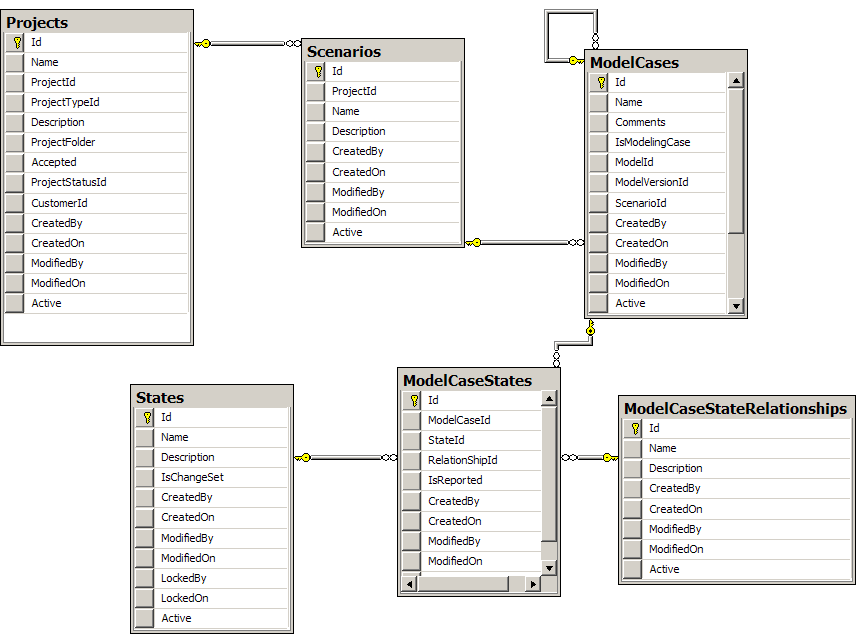 Projects
Id
Name
ProjectId
ProjectTypeId
Description
ProjectFolder
Accepted
ProjectStatusId
CustomerId
CreatedBy
CreatedOn
ModifiedBy
ModifiedOn
Active
Scenarios
Id
ProjectId
Name
Description
CreatedBy
CreatedOn
ModifiedBy
ModifiedOn
Active
ModelCases
Id
Name
Comments
IsModelingCase
ModelId
ModelVersionId
ScenarioId
CreatedBy
CreatedOn
ModifiedBy
ModifiedOn
Active
States
Id
Name
Description
IsChangeSet
CreatedBy
CreatedOn
ModifiedBy
ModifiedOn
LockedBy
LockedOn
Active
ModelCaseStates
Id
ModelCaseId
StateId
RelationShipId
IsReported
CreatedBy
CreatedOn
ModifiedBy
ModifiedOn
ModelCaseStateRelationships
Id
Name
Description
CreatedBy
CreatedOn
ModifiedBy
ModifiedOn
Active